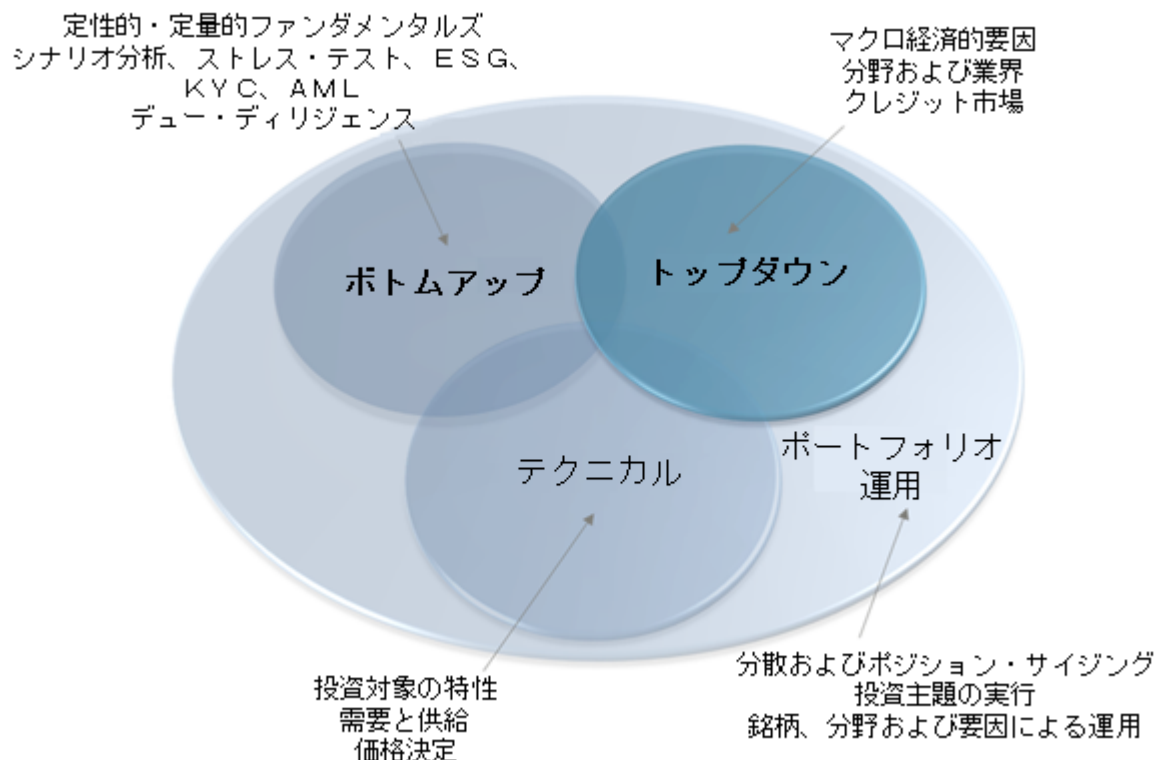 定性的・定量的ファンダメンタルズ
シナリオ分析、ストレス・テスト、ＥＳＧ、
ＫＹＣ、ＡＭＬ
デュー・ディリジェンス
マクロ経済的要因
分野および業界
クレジット市場
ボトムアップ
トップダウン
テクニカル
ポートフォリオ
運用
投資対象の特性
需要と供給
価格決定
分散およびポジション・サイジング
投資主題の実行
銘柄、分野および要因による運用